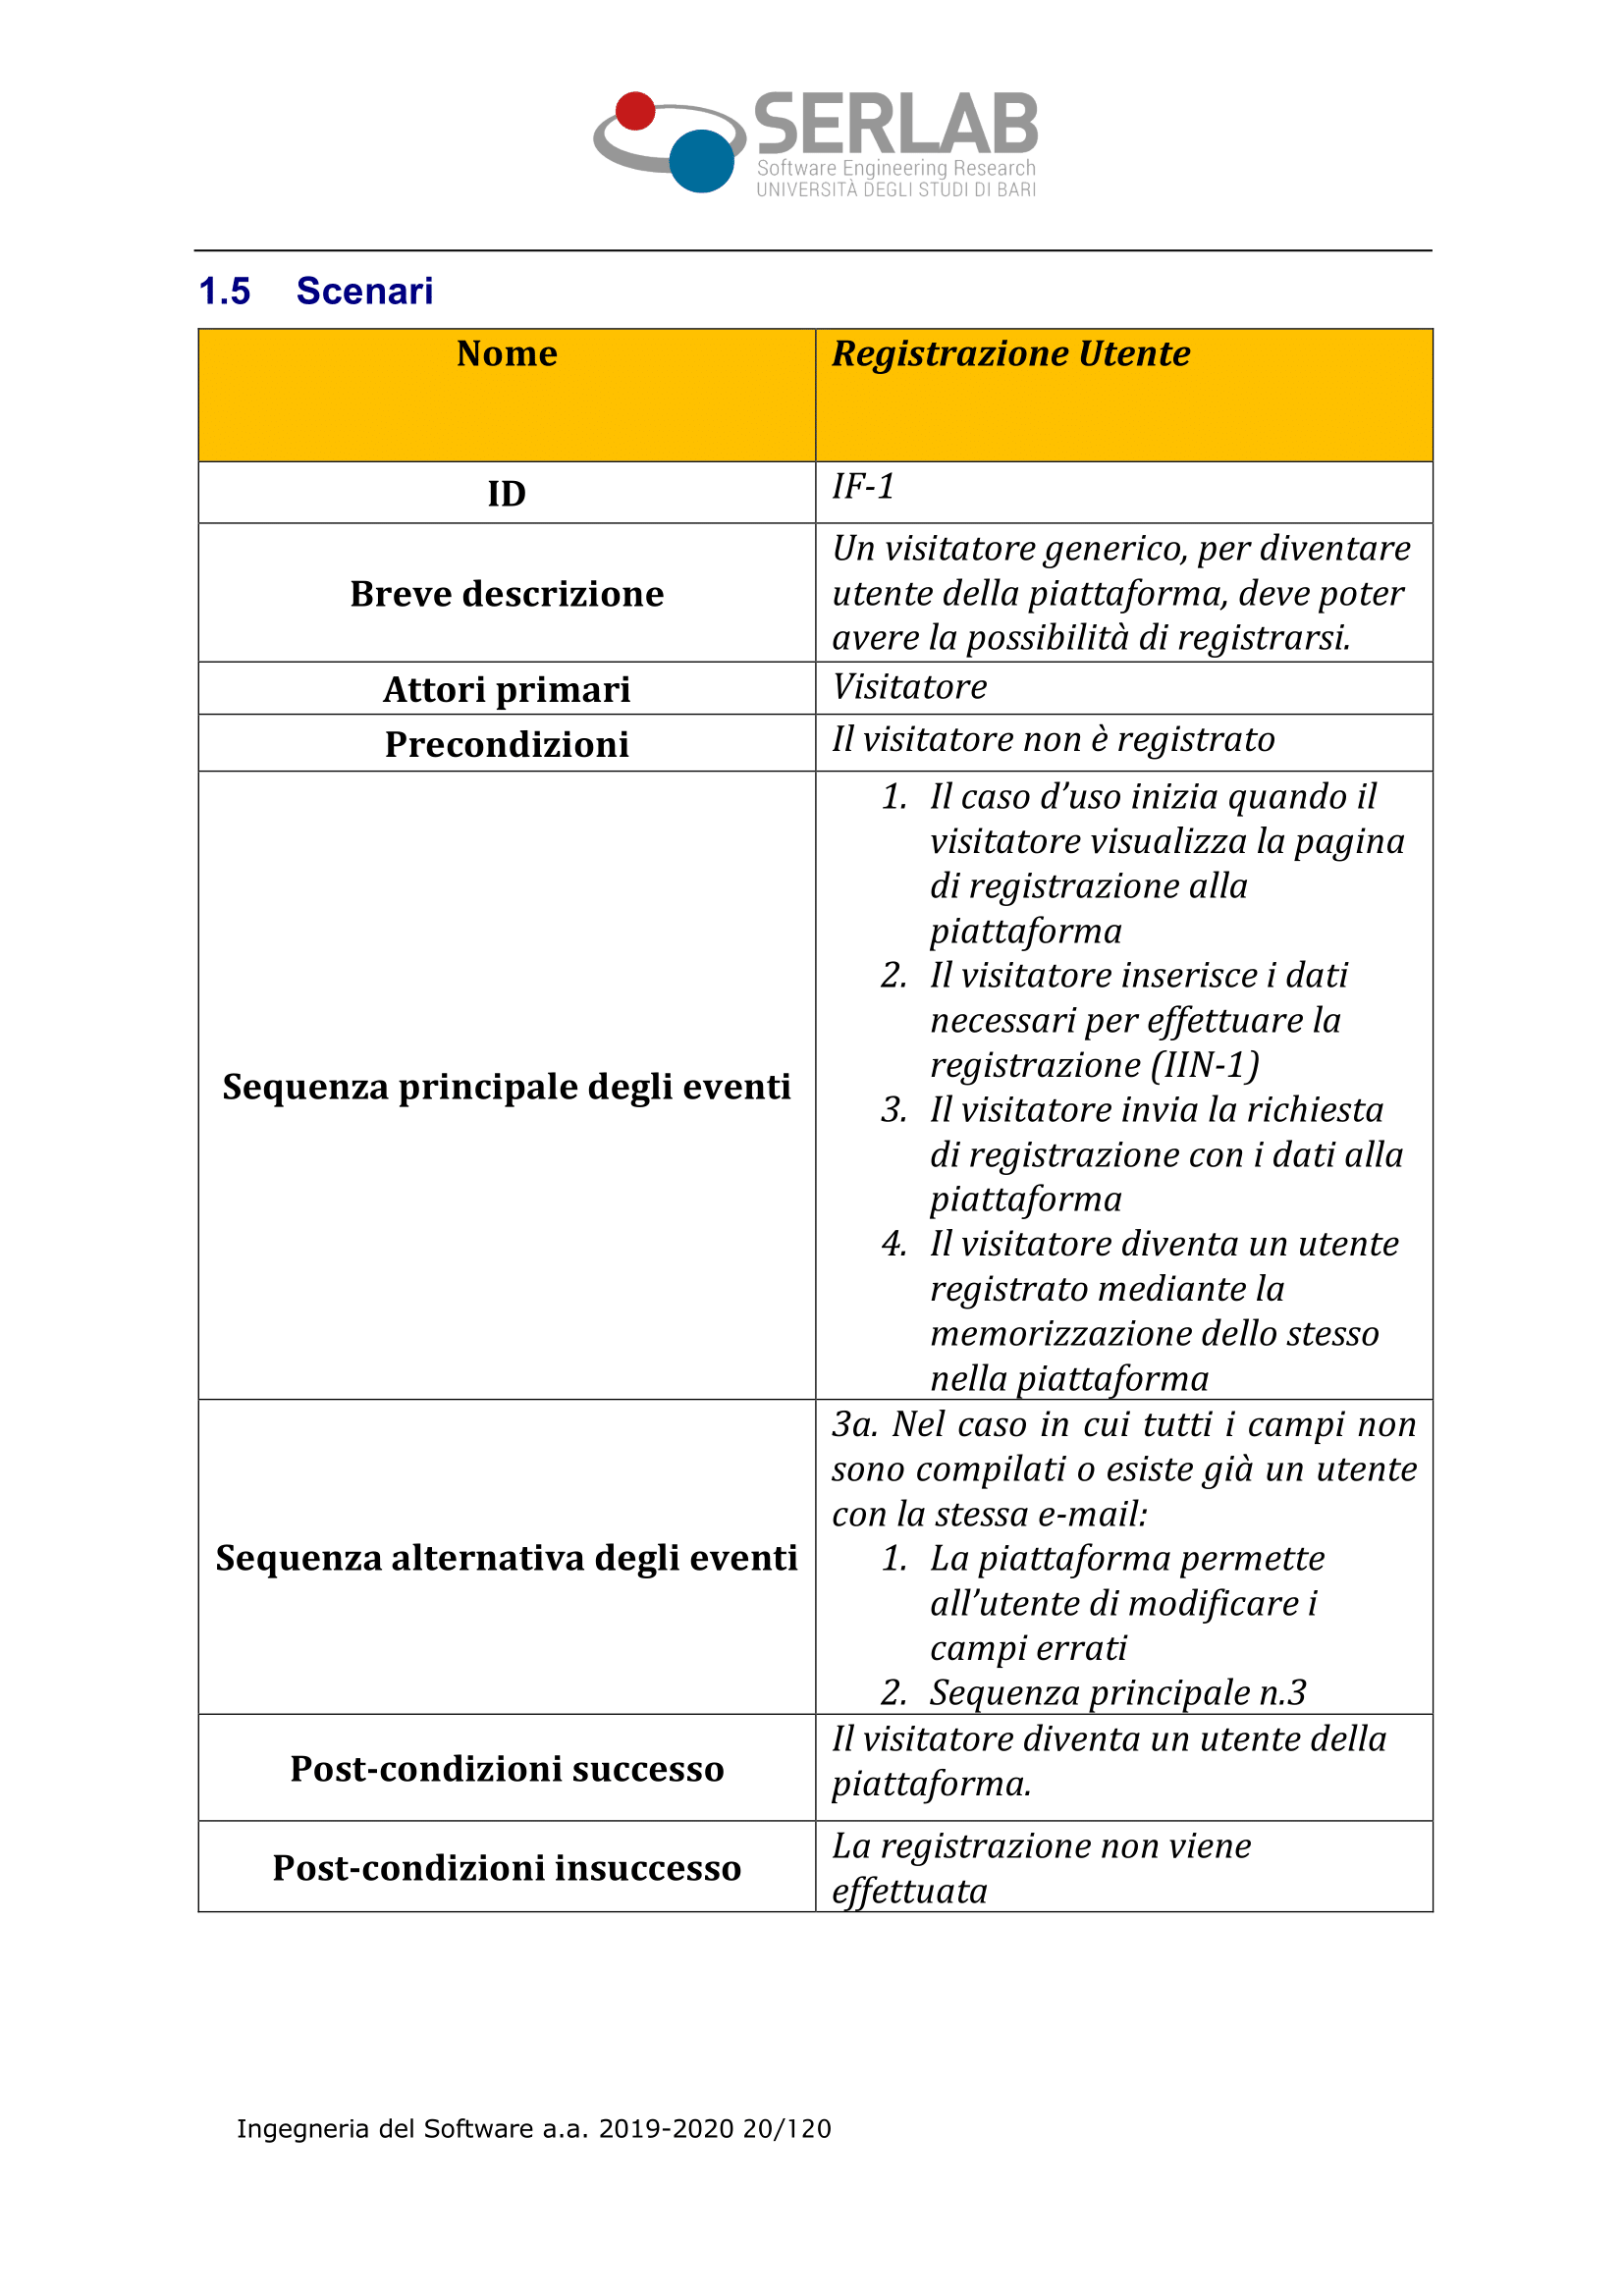 SERLAB
Software Engineering Research
UNIVERSITÀ DEGLI STUDI DI BARI
1.5 Scenari
Nome
Registrazione Utente
ID
IF-1
Breve descrizione
Un visitatore generico, per diventare
utente della piattaforma, deve poter
avere la possibilità di registrarsi.
Attori primari
Visitatore
Precondizioni
Il visitatore non è registrato
Sequenza principale degli eventi
1. Il caso d’uso inizia quando il
visitatore visualizza la pagina
di registrazione alla
piattaforma
2. Il visitatore inserisce i dati
necessari per effettuare la
registrazione (IIN-1)
3. Il visitatore invia la richiesta
di registrazione con i dati alla
piattaforma
4. Il visitatore diventa un utente
registrato mediante la
memorizzazione dello stesso
nella piattaforma
Sequenza alternativa degli eventi
3a. Nel caso in cui tutti i campi non
sono compilati o esiste già un utente
con la stessa e-mail:
1. La piattaforma permette
all’utente di modificare i
campi errati
2. Sequenza principale n.3
Post-condizioni successo
Il visitatore diventa un utente della
piattaforma.
Post-condizioni insuccesso
La registrazione non viene
effettuata
Ingegneria del Software a.a. 2019-2020 20/120